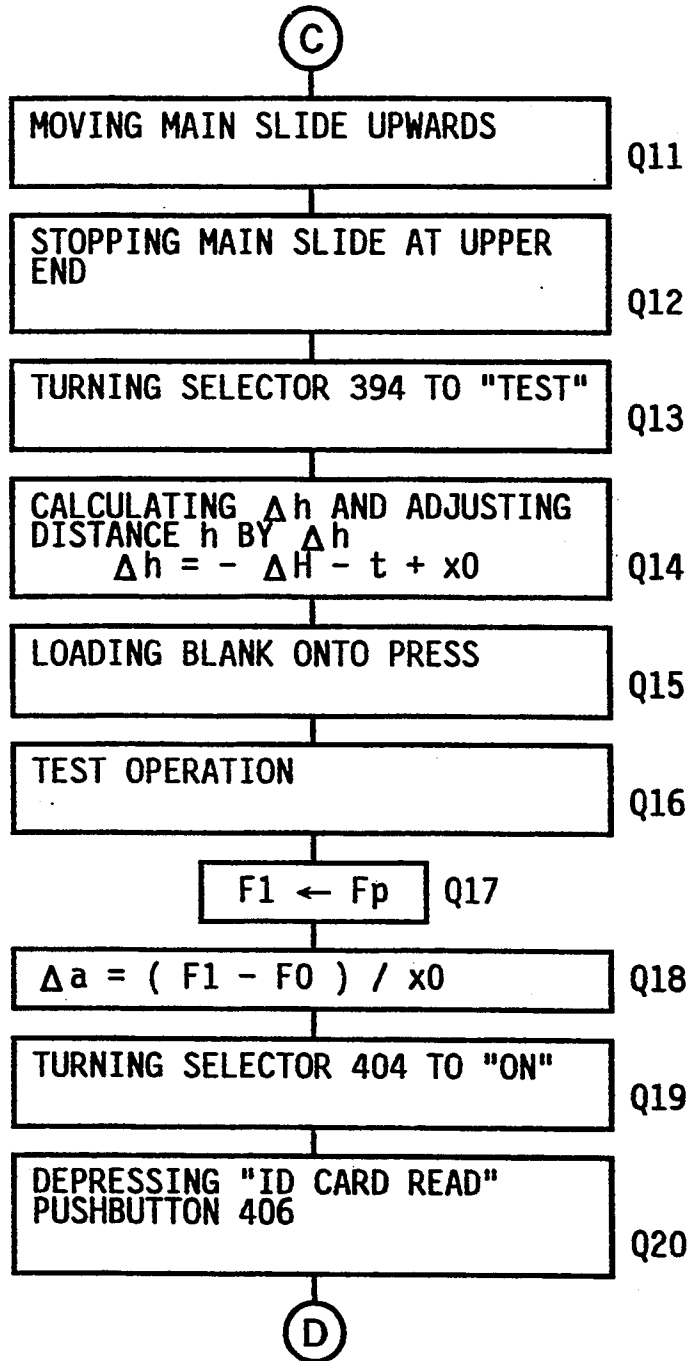 C
MOVING MAIN SLIDE UPWARDS
Q11
STOPPING MAIN SLIDE AT UPPER
END
Q12
TURNING SELECTOR 394 TO "TEST"
Q13
CALCULATING Δh AND ADJUSTING
DISTANCE h BY Δh
Δh = - ΔH - t + x0
Q14
LOADING BLANK ONTO PRESS
Q15
TEST OPERATION
Q16
F1 ← Fp
Q17
Δa = ( F1 - F0 ) / x0
Q18
TURNING SELECTOR 404 TO "ON"
Q19
DEPRESSING "ID CARD READ"
PUSHBUTTON 406
Q20
D